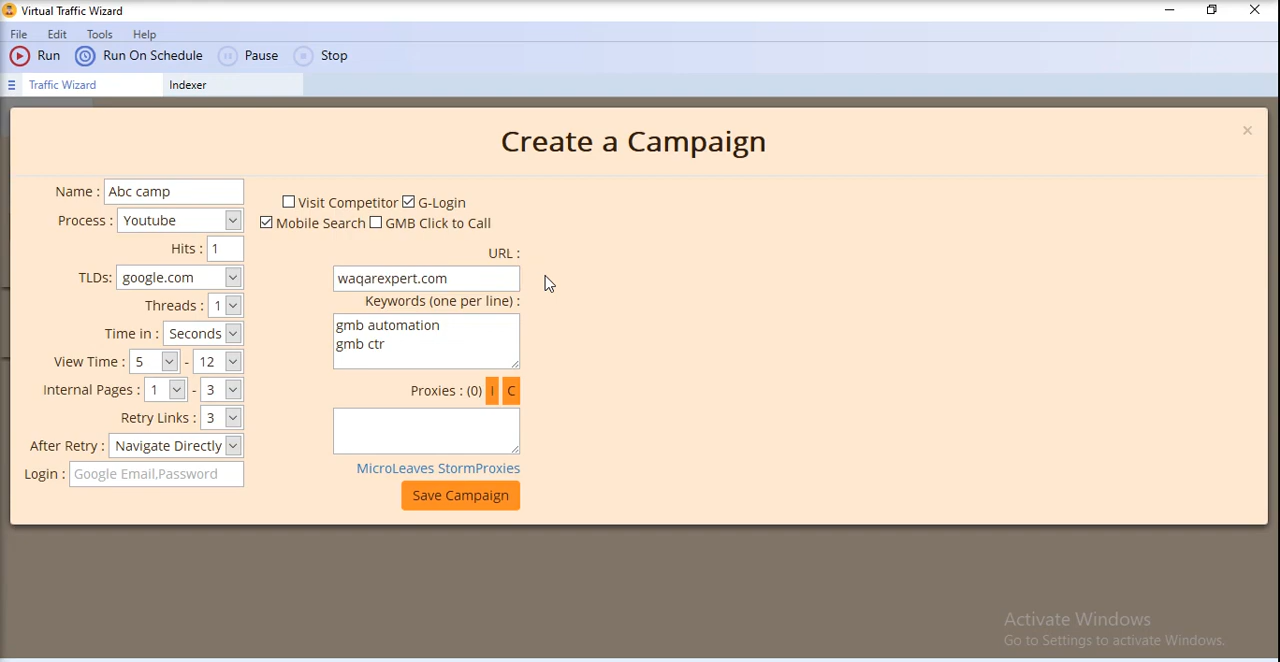 Virtual Traffic Wizard
File Edit Tools Help
Run Run On Schedule Pause Stop
Traffic Wizard Indexer
Create a Campaign
Name : Abc camp
Process : Youtube
Hits : 1
TLDs: google.com
Threads : 1
Time in : Seconds
View Time : 5 - 12
Internal Pages : 1 - 3
Retry Links : 3
After Retry : Navigate Directly
Login : Google Email,Password
Visit Competitor G-Login
Mobile Search GMB Click to Call
URL :
waqarexpert.com
Keywords (one per line) :
gmb automation
gmb ctr
Proxies : (0) I C
MicroLeaves StormProxies
Save Campaign
Activate Windows
Go to Settings to activate Windows.